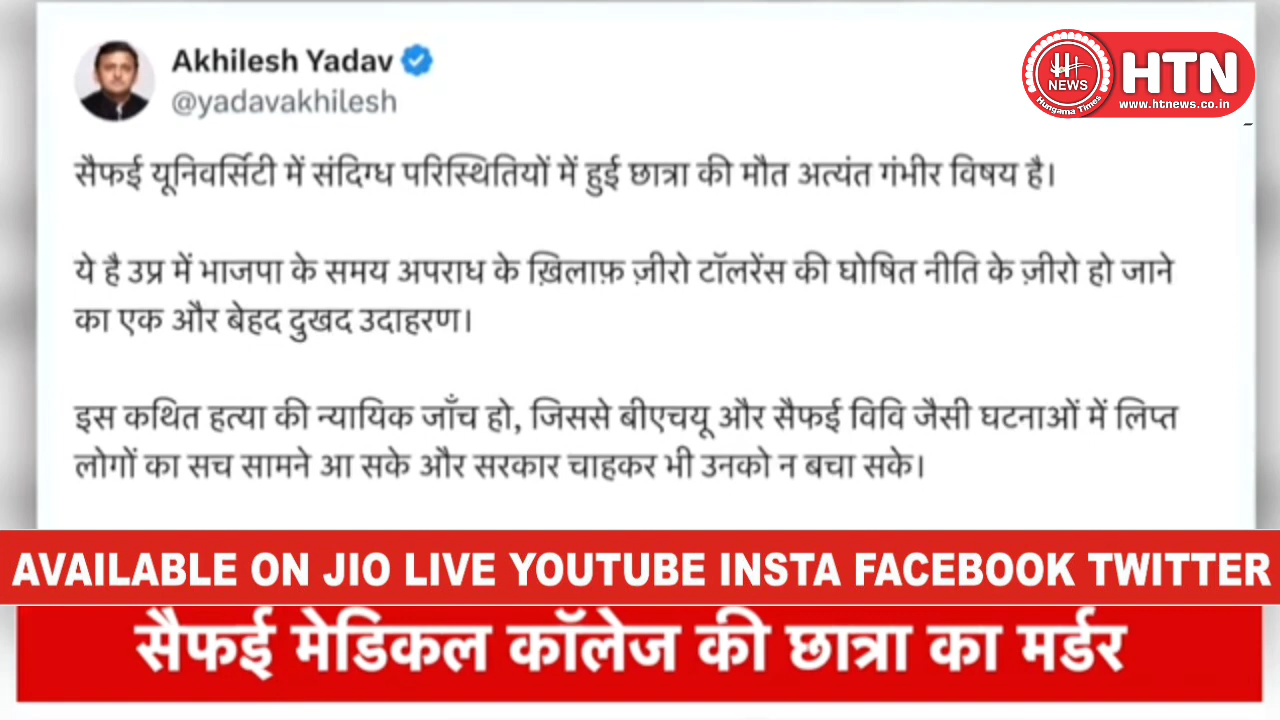 Akhilesh Yadav
@yadavakhilesh
HTN
NEWS
Hungama Times
www.htnews.co.in
सैफई यूनिवर्सिटी में संदिग्ध परिस्थितियों में हुई छात्रा की मौत अत्यंत गंभीर विषय है।
ये है उप्र में भाजपा के समय अपराध के ख़िलाफ़ ज़ीरो टॉलरेंस की घोषित नीति के ज़ीरो हो जाने
का एक और बेहद दुखद उदाहरण।
इस कथित हत्या की न्यायिक जाँच हो, जिससे बीएचयू और सैफई विवि जैसी घटनाओं में लिप्त
लोगों का सच सामने आ सके और सरकार चाहकर भी उनको न बचा सके।
AVAILABLE ON JIO LIVE YOUTUBE INSTA FACEBOOK TWITTER
सैफई मेडिकल कॉलेज की छात्रा का मर्डर